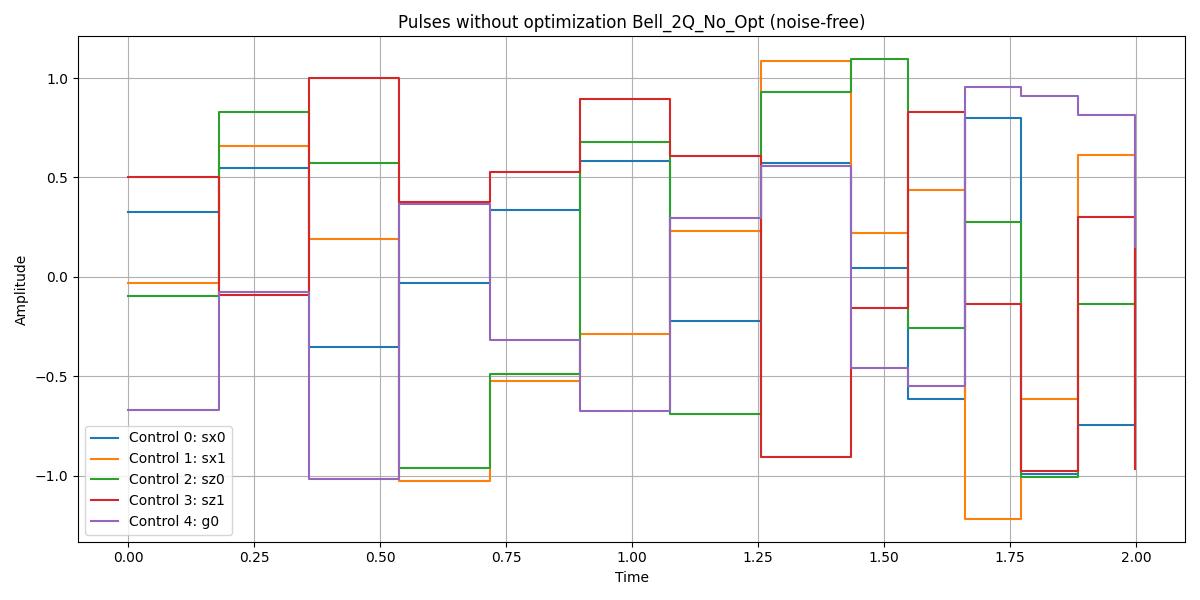 Pulses without optimization Bell_2Q_No_Opt (noise-free)
1.0
0.5
0.0
−0.5
−1.0
Amplitude
Control 0: sx0
Control 1: sx1
Control 2: sz0
Control 3: sz1
Control 4: g0
0.00 0.25 0.50 0.75 1.00 1.25 1.50 1.75 2.00
Time